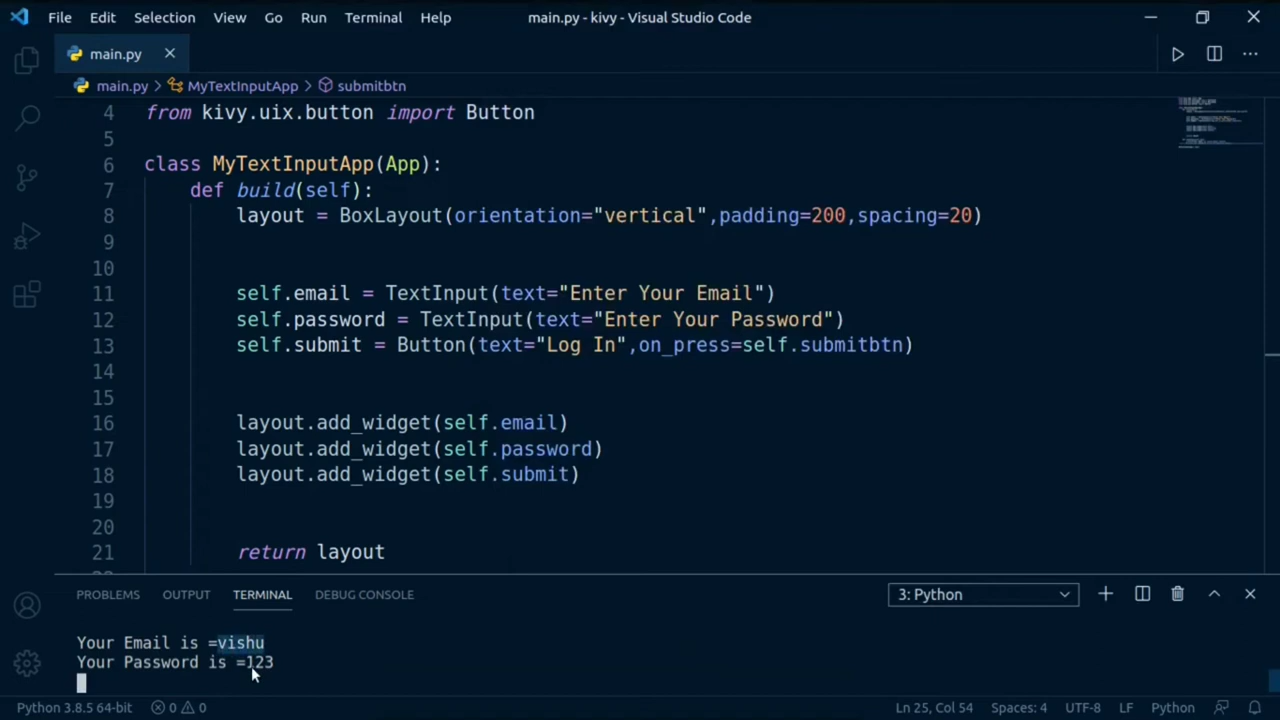 File Edit Selection View Go Run Terminal Help main.py - kivy - Visual Studio Code
main.py
main.py > MyTextInputApp > submitbtn
4 from kivy.uix.button import Button
5
6 class MyTextInputApp(App):
7 def build(self):
8 layout = BoxLayout(orientation="vertical",padding=200,spacing=20)
9
10
11 self.email = TextInput(text="Enter Your Email")
12 self.password = TextInput(text="Enter Your Password")
13 self.submit = Button(text="Log In",on_press=self.submitbtn)
14
15
16 layout.add_widget(self.email)
17 layout.add_widget(self.password)
18 layout.add_widget(self.submit)
19
20
21 return layout
PROBLEMS OUTPUT TERMINAL DEBUG CONSOLE 3: Python
Your Email is =vishu
Your Password is =123
Python 3.8.5 64-bit 0 0 Ln 25, Col 54 Spaces: 4 UTF-8 LF Python